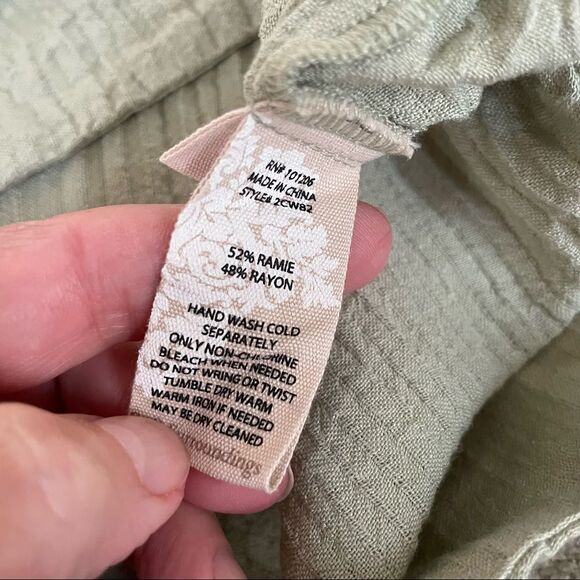 RN# 101206
MADE IN CHINA
STYLE# 2CW82
52% RAMIE
48% RAYON
HAND WASH COLD
SEPARATELY
ONLY NON-CHLORINE
BLEACH WHEN NEEDED
DO NOT WRING OR TWIST
TUMBLE DRY WARM
WARM IRON IF NEEDED
MAY BE DRY CLEANED